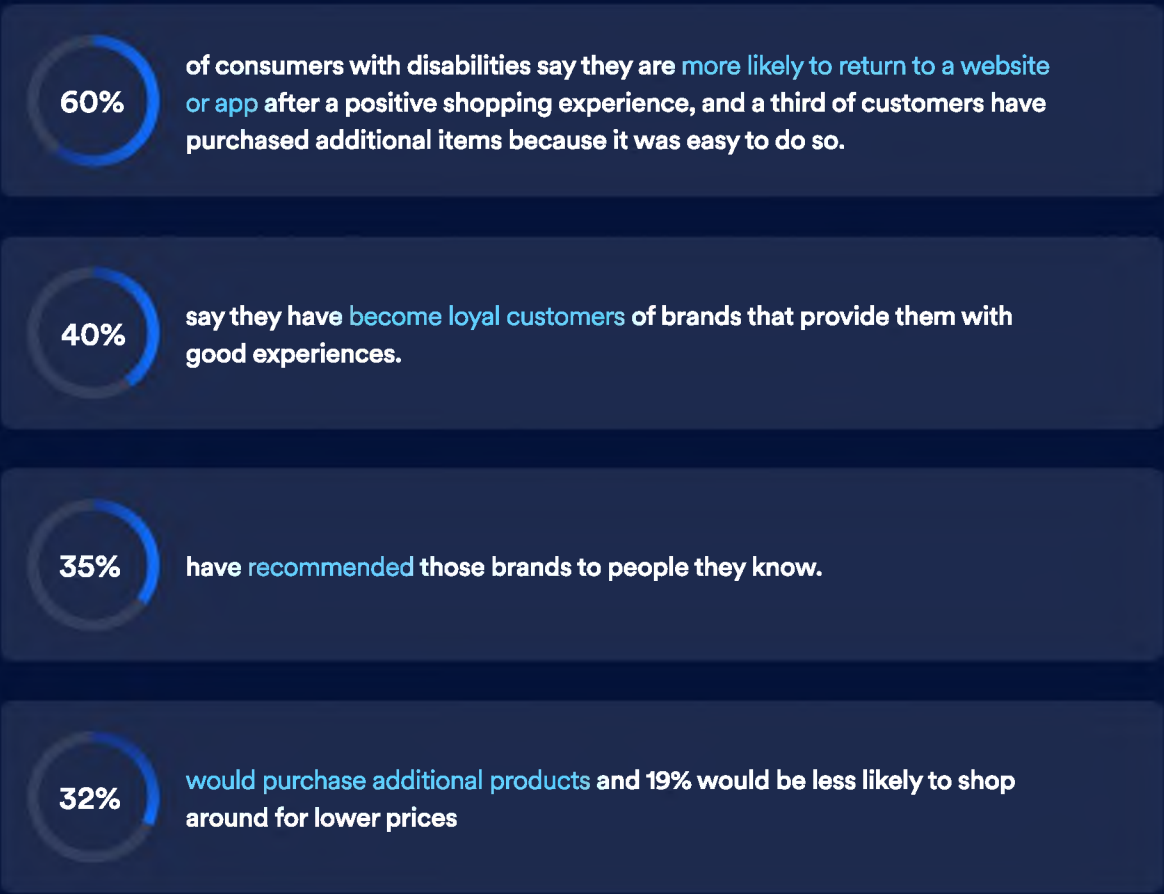 60%
of consumers with disabilities say they are more likely to return to a website
or app after a positive shopping experience, and a third of customers have
purchased additional items because it was easy to do so.
40%
say they have become loyal customers of brands that provide them with
good experiences.
35%
have recommended those brands to people they know.
32%
would purchase additional products and 19% would be less likely to shop
around for lower prices